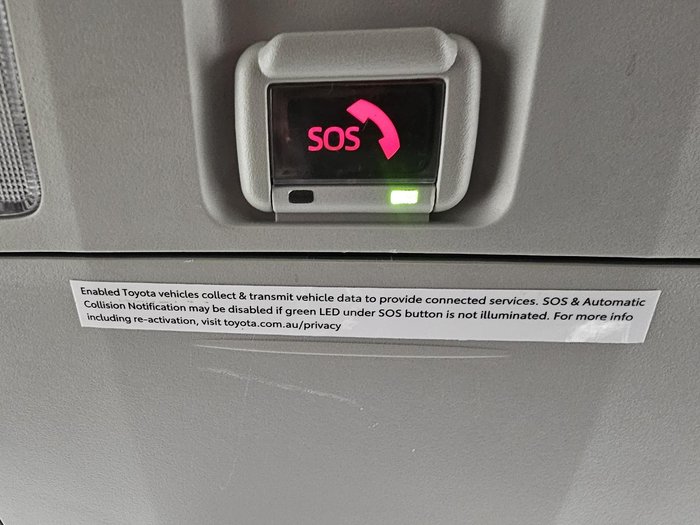 SOS
Enabled Toyota vehicles collect & transmit vehicle data to provide connected services. SOS & Automatic
Collision Notification may be disabled if green LED under SOS button is not illuminated. For more info
including re-activation, visit toyota.com.au/privacy